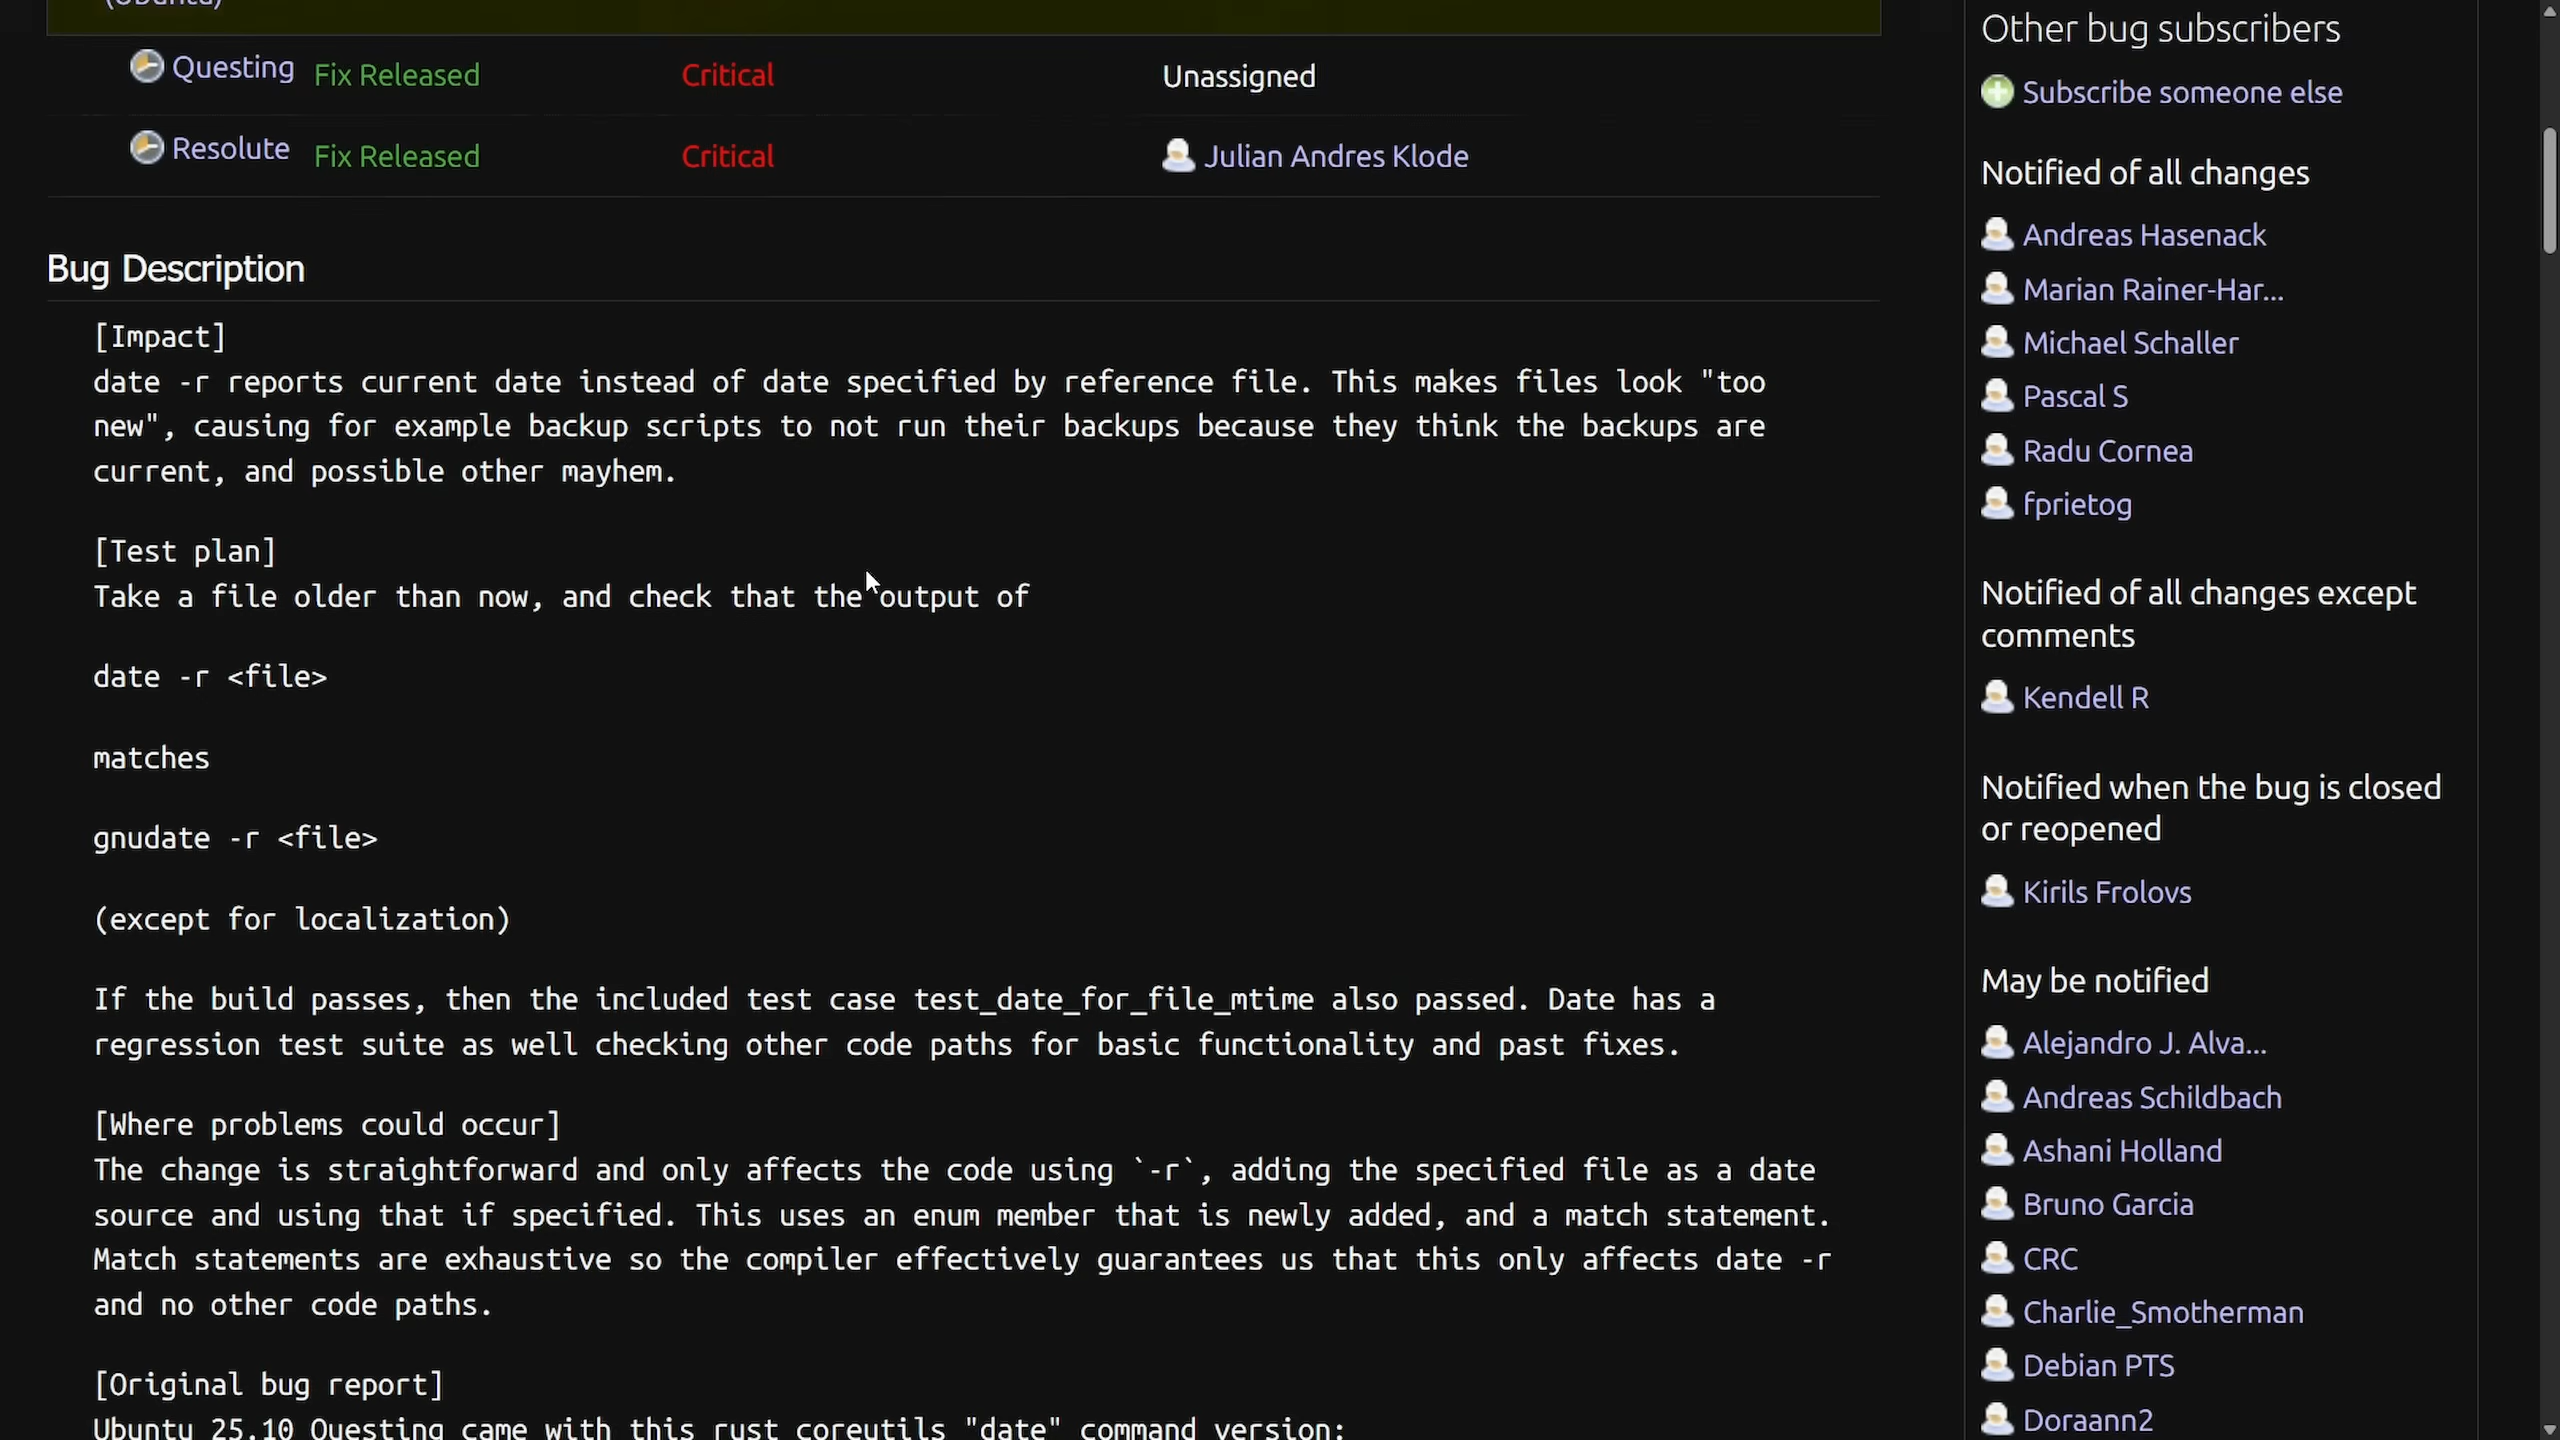 (Ubuntu)
Questing Fix Released Critical Unassigned
Resolute Fix Released Critical Julian Andres Klode
Bug Description
[Impact]
date -r reports current date instead of date specified by reference file. This makes files look "too
new", causing for example backup scripts to not run their backups because they think the backups are
current, and possible other mayhem.
[Test plan]
Take a file older than now, and check that the output of
date -r <file>
matches
gnudate -r <file>
(except for localization)
If the build passes, then the included test case test_date_for_file_mtime also passed. Date has a
regression test suite as well checking other code paths for basic functionality and past fixes.
[Where problems could occur]
The change is straightforward and only affects the code using `-r`, adding the specified file as a date
source and using that if specified. This uses an enum member that is newly added, and a match statement.
Match statements are exhaustive so the compiler effectively guarantees us that this only affects date -r
and no other code paths.
[Original bug report]
Ubuntu 25.10 Questing came with this rust coreutils "date" command version:
Other bug subscribers
Subscribe someone else
Notified of all changes
Andreas Hasenack
Marian Rainer-Har...
Michael Schaller
Pascal S
Radu Cornea
fprietog
Notified of all changes except
comments
Kendell R
Notified when the bug is closed
or reopened
Kirils Frolovs
May be notified
Alejandro J. Alva...
Andreas Schildbach
Ashani Holland
Bruno Garcia
CRC
Charlie_Smotherman
Debian PTS
Doraann2